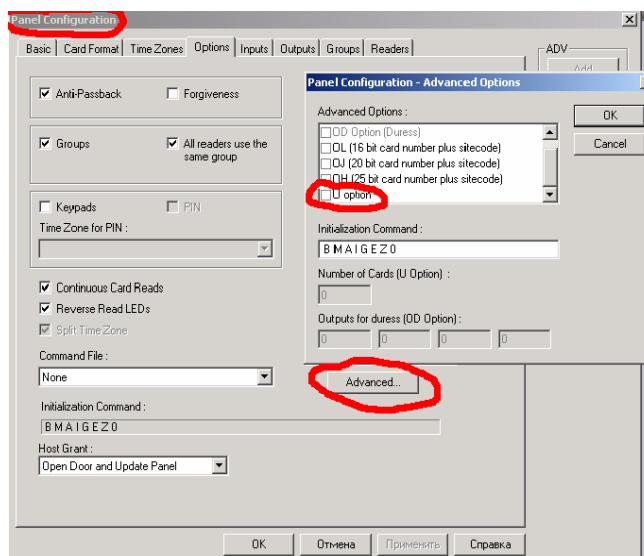 Panel Configuration
Basic
Card Format
Time Zones
Options
Inputs
Outputs
Groups
Readers
ADV
Add
Anti-Passback
Forgiveness
Groups
All readers use the
same group
Keypads
PIN
Time Zone for PIN :
Continuous Card Reads
Reverse Read LEDs
Split Time Zone
Command File :
None
Advanced...
Initialization Command :
B M A I G E Z 0
Host Grant :
Open Door and Update Panel
OK
Отмена
Применить
Справка
Panel Configuration - Advanced Options
Advanced Options :
OD Option (Duress)
OL (16 bit card number plus sitecode)
OJ (20 bit card number plus sitecode)
OH (25 bit card number plus sitecode)
U option
OK
Cancel
Initialization Command :
B M A I G E Z 0
Number of Cards (U Option) :
0
Outputs for duress (OD Option) :
0
0
0
0